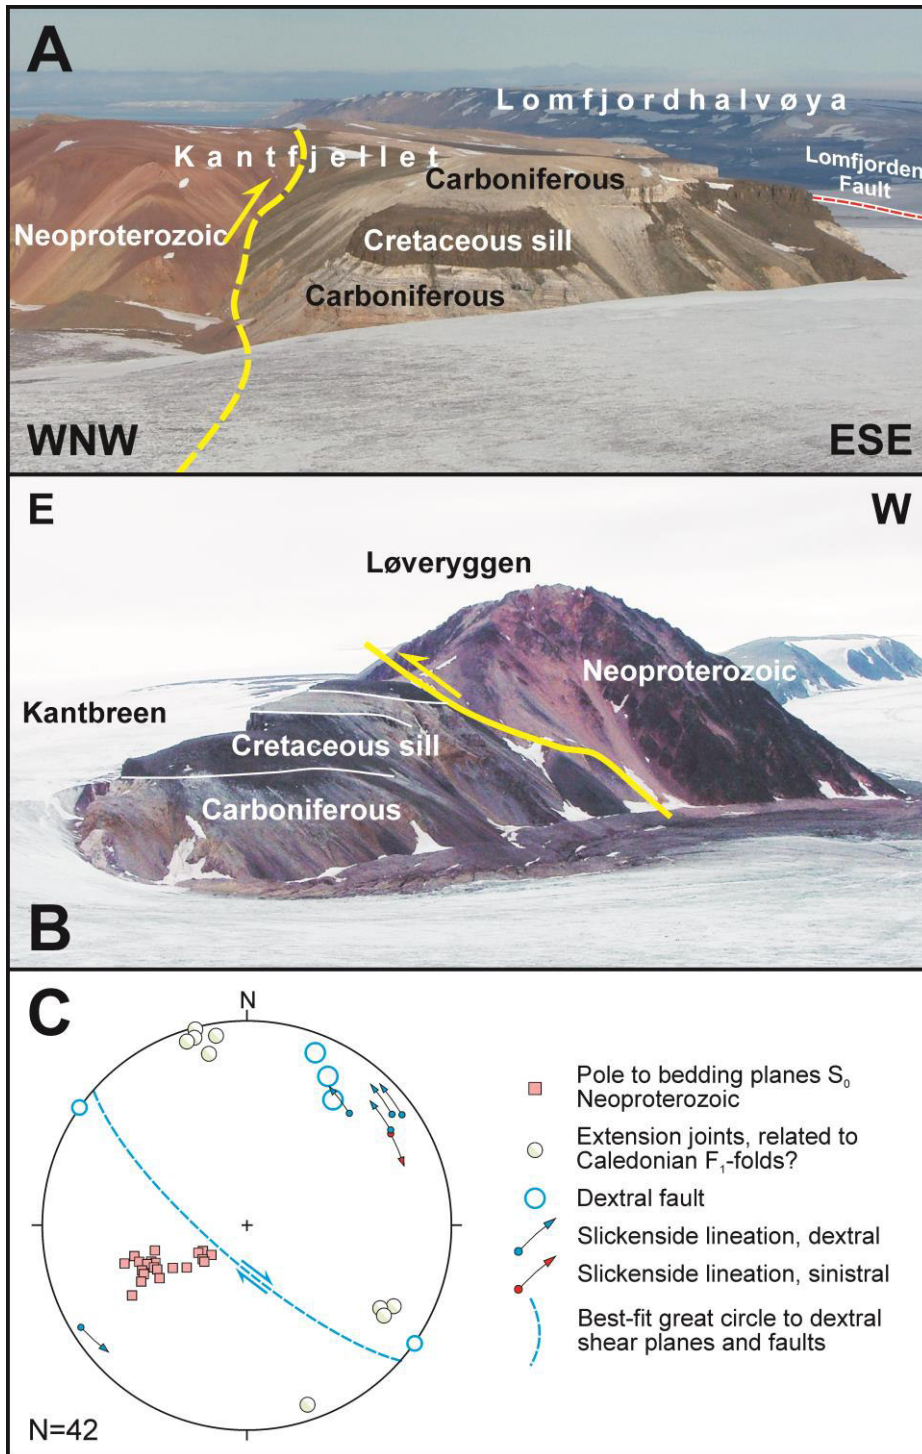 A
Lomfjordhalvøya
Kantfjellet
Carboniferous
Lomfjorden
Fault
Neoproterozoic
Cretaceous sill
Carboniferous
WNW
ESE
E
W
Løveryggen
Neoproterozoic
Kantbreen
Cretaceous sill
Carboniferous
B
C
N
Pole to bedding planes S₀
Neoproterozoic
Extension joints, related to
Caledonian F₁-folds?
Dextral fault
Slickenside lineation, dextral
Slickenside lineation, sinistral
Best-fit great circle to dextral
shear planes and faults
N=42